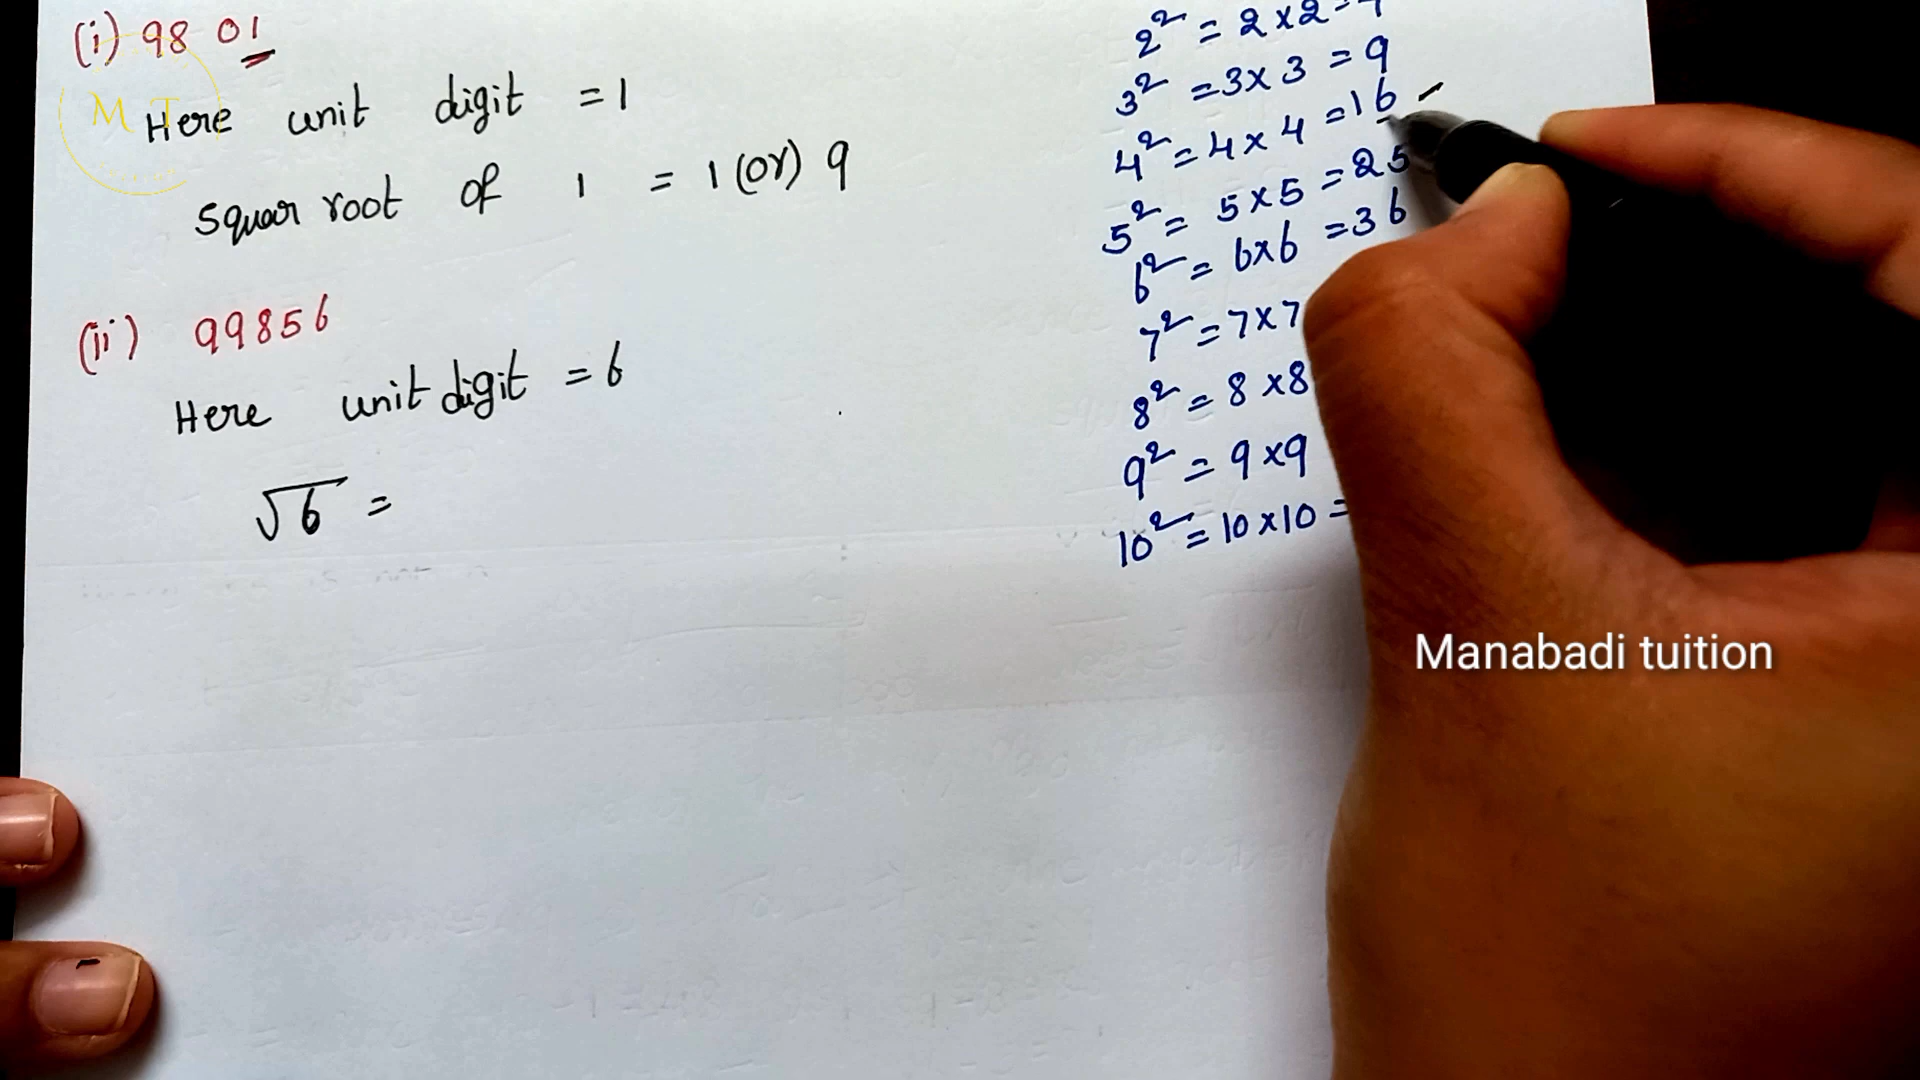 (i) 98 01
M T
Here unit digit = 1
Squar root of 1 = 1 (or) 9
(ii) 99856
Here unit digit = 6
√6 =
2² = 2 × 2 =
3² = 3 × 3 = 9
4² = 4 × 4 = 16
5² = 5 × 5 = 25
6² = 6×6 = 36
7² = 7 × 7
8² = 8 × 8
9² = 9 × 9
10² = 10 × 10 =
Manabadi tuition